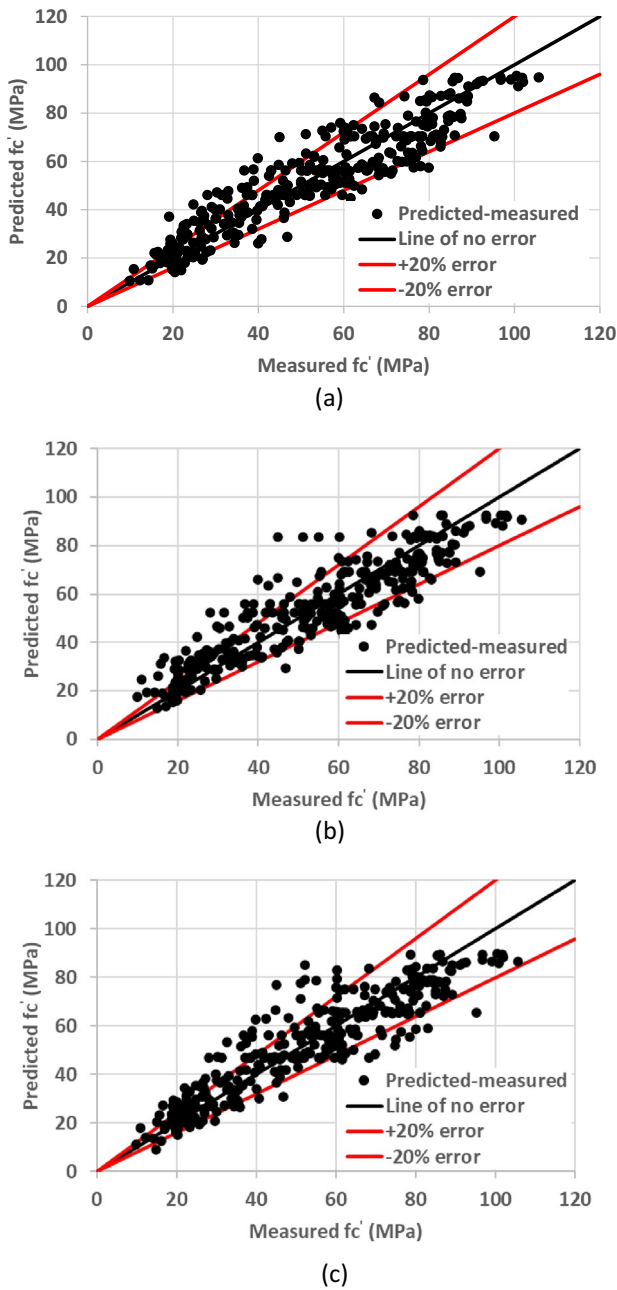 120
100
80
60
40
20
0
Predicted fc' (MPa)
Predicted-measured
Line of no error
+20% error
-20% error
0 20 40 60 80 100 120
Measured fc' (MPa)
(a)
120
100
80
60
40
20
0
Predicted fc' (MPa)
Predicted-measured
Line of no error
+20% error
-20% error
0 20 40 60 80 100 120
Measured fc' (MPa)
(b)
120
100
80
60
40
20
0
Predicted fc' (MPa)
Predicted-measured
Line of no error
+20% error
-20% error
0 20 40 60 80 100 120
Measured fc' (MPa)
(c)